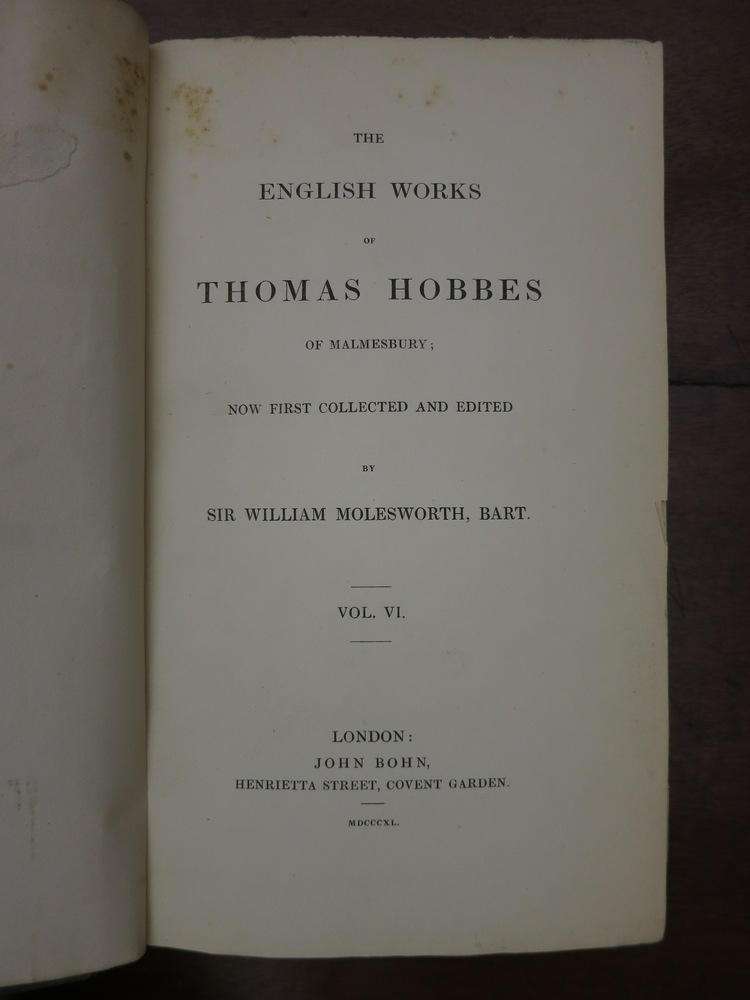 THE
ENGLISH WORKS
OF
THOMAS HOBBES
OF MALMESBURY;
NOW FIRST COLLECTED AND EDITED
BY
SIR WILLIAM MOLESWORTH, BART.
VOL. VI.
LONDON:
JOHN BOHN,
HENRIETTA STREET, COVENT GARDEN.
MDCCCXL.